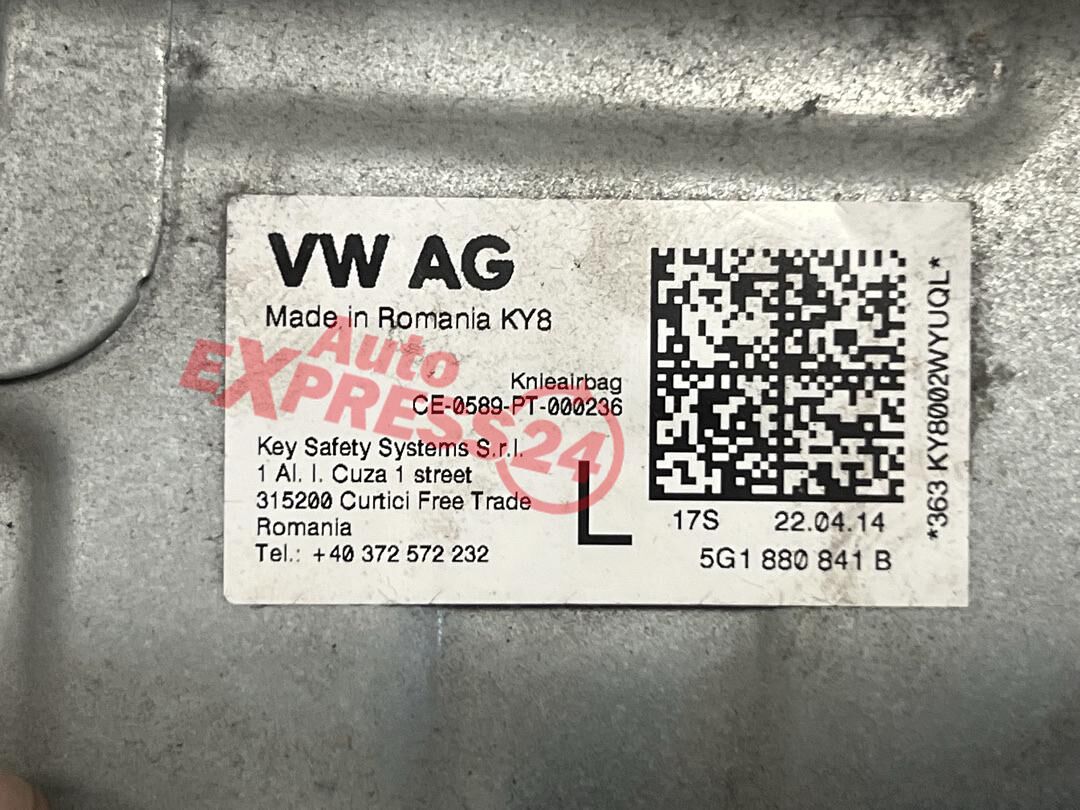 VW AG
Made in Romania KY8
Knieairbag
CE-0589-PT-000236
Key Safety Systems S.r.l.
1 Al. I. Cuza 1 street
315200 Curtici Free Trade
Romania
Tel.: +40 372 572 232
L
17S 22.04.14
5G1 880 841 B
*363 KY8002WYUQL*
Auto
EXPRESS24